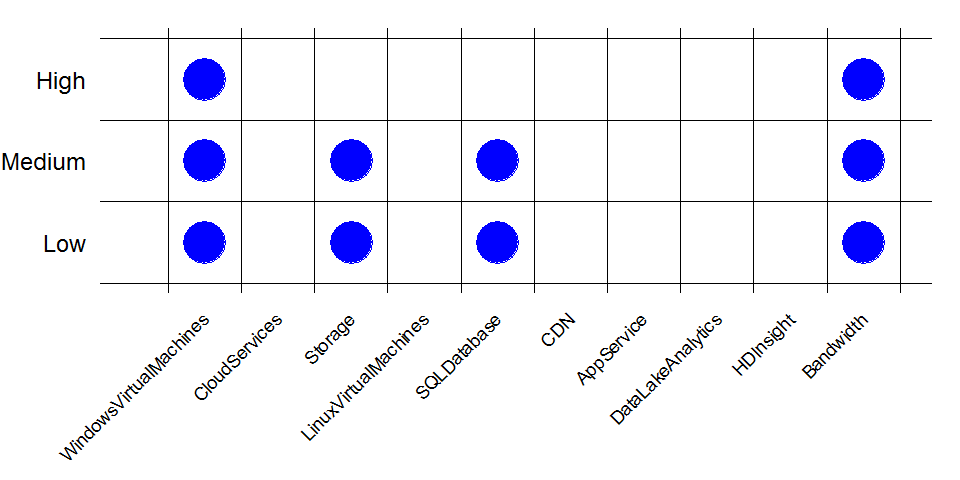 High
Medium
Low
WindowsVirtualMachines
CloudServices
Storage
LinuxVirtualMachines
SQLDatabase
CDN
AppService
DataLakeAnalytics
HDInsight
Bandwidth